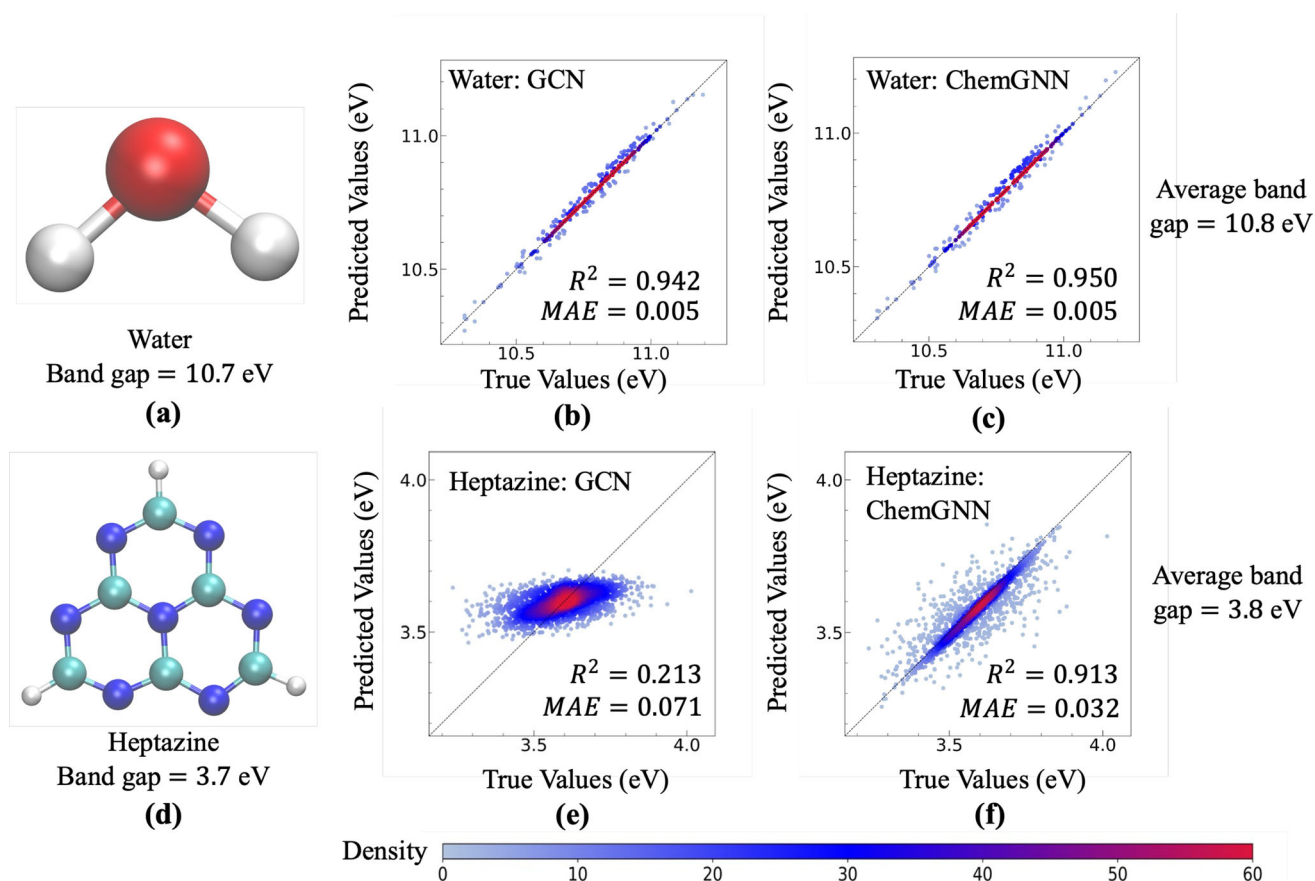 Water
Band gap = 10.7 eV
(a)
Water: GCN
Predicted Values (eV)
11.0
10.5
R² = 0.942
MAE = 0.005
10.5 11.0
True Values (eV)
(b)
Water: ChemGNN
Predicted Values (eV)
11.0
10.5
R² = 0.950
MAE = 0.005
10.5 11.0
True Values (eV)
(c)
Average band
gap = 10.8 eV
Heptazine
Band gap = 3.7 eV
(d)
Heptazine: GCN
Predicted Values (eV)
4.0
3.5
R² = 0.213
MAE = 0.071
3.5 4.0
True Values (eV)
(e)
Heptazine:
ChemGNN
Predicted Values (eV)
4.0
3.5
R² = 0.913
MAE = 0.032
3.5 4.0
True Values (eV)
(f)
Average band
gap = 3.8 eV
Density
0 10 20 30 40 50 60